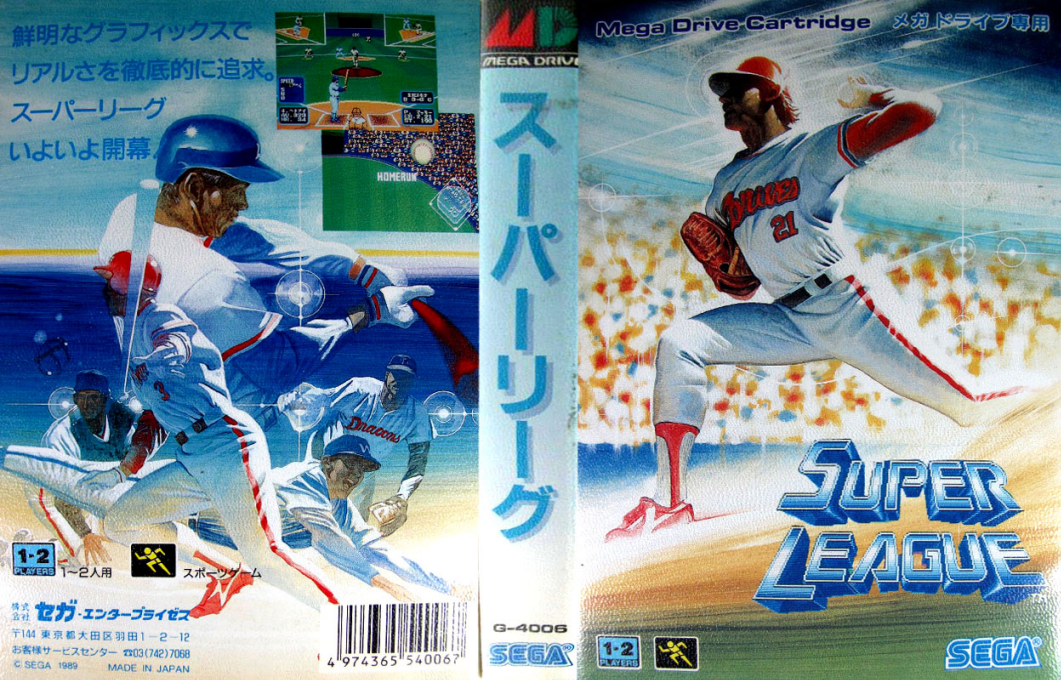 鮮明なグラフィックスで
リアルさを徹底的に追求。
スーパーリーグ
いよいよ開幕。
HOMERUN
3
Dragons
1-2
PLAYERS
1〜2人用
スポーツゲーム
株式会社 セガ・エンタープライゼス
〒144 東京都大田区羽田1-2-12
お客様サービスセンター ☎03(742)7068
© SEGA 1989 MADE IN JAPAN
4 974365 540067
MD
MEGA DRIVE
スーパーリーグ
G-4006
SEGA®
Mega Drive Cartridge メガドライブ専用
21
SUPER
LEAGUE
1-2
PLAYERS
SEGA®